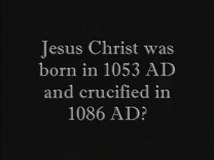 Jesus Christ was
born in 1053 AD
and crucified in
1086 AD?